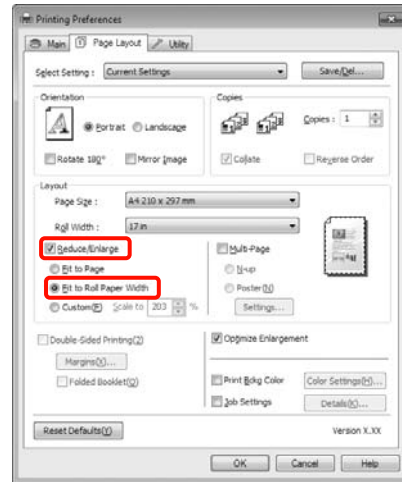 Printing Preferences
Main Page Layout Utility
Select Setting : Current Settings Save/Del...
Orientation
Portrait Landscape
Rotate 180° Mirror Image
Copies
Copies : 1
Collate Reverse Order
Layout
Page Size : A4 210 x 297 mm
Roll Width : 17 in
Reduce/Enlarge
Fit to Page
Fit to Roll Paper Width
Custom(F) Scale to 203 %
Multi-Page
N-up
Poster(N)
Settings...
Double-Sided Printing(2)
Margins(X)...
Folded Booklet(Q)
Optimize Enlargement
Print Bckg Color Color Settings(H)...
Job Settings Details(K)...
Reset Defaults(Y) Version X.XX
OK Cancel Help